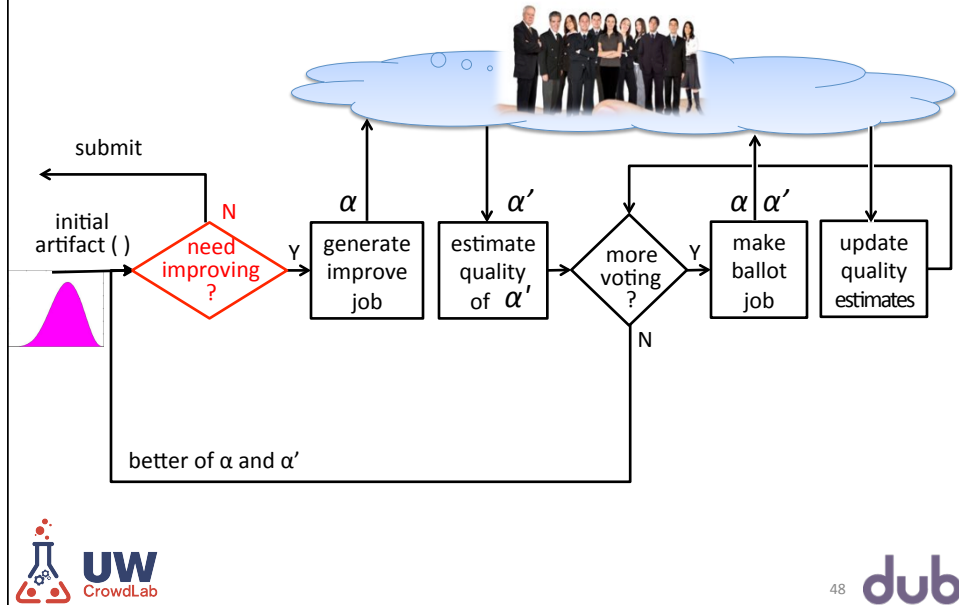 submit
N
initial
artifact ( )
need
improving
?
Y
generate
improve
job
α
α’
estimate
quality
of α'
more
voting
?
Y
N
α α’
make
ballot
job
update
quality
estimates
better of α and α’
UW
CrowdLab
48
dub